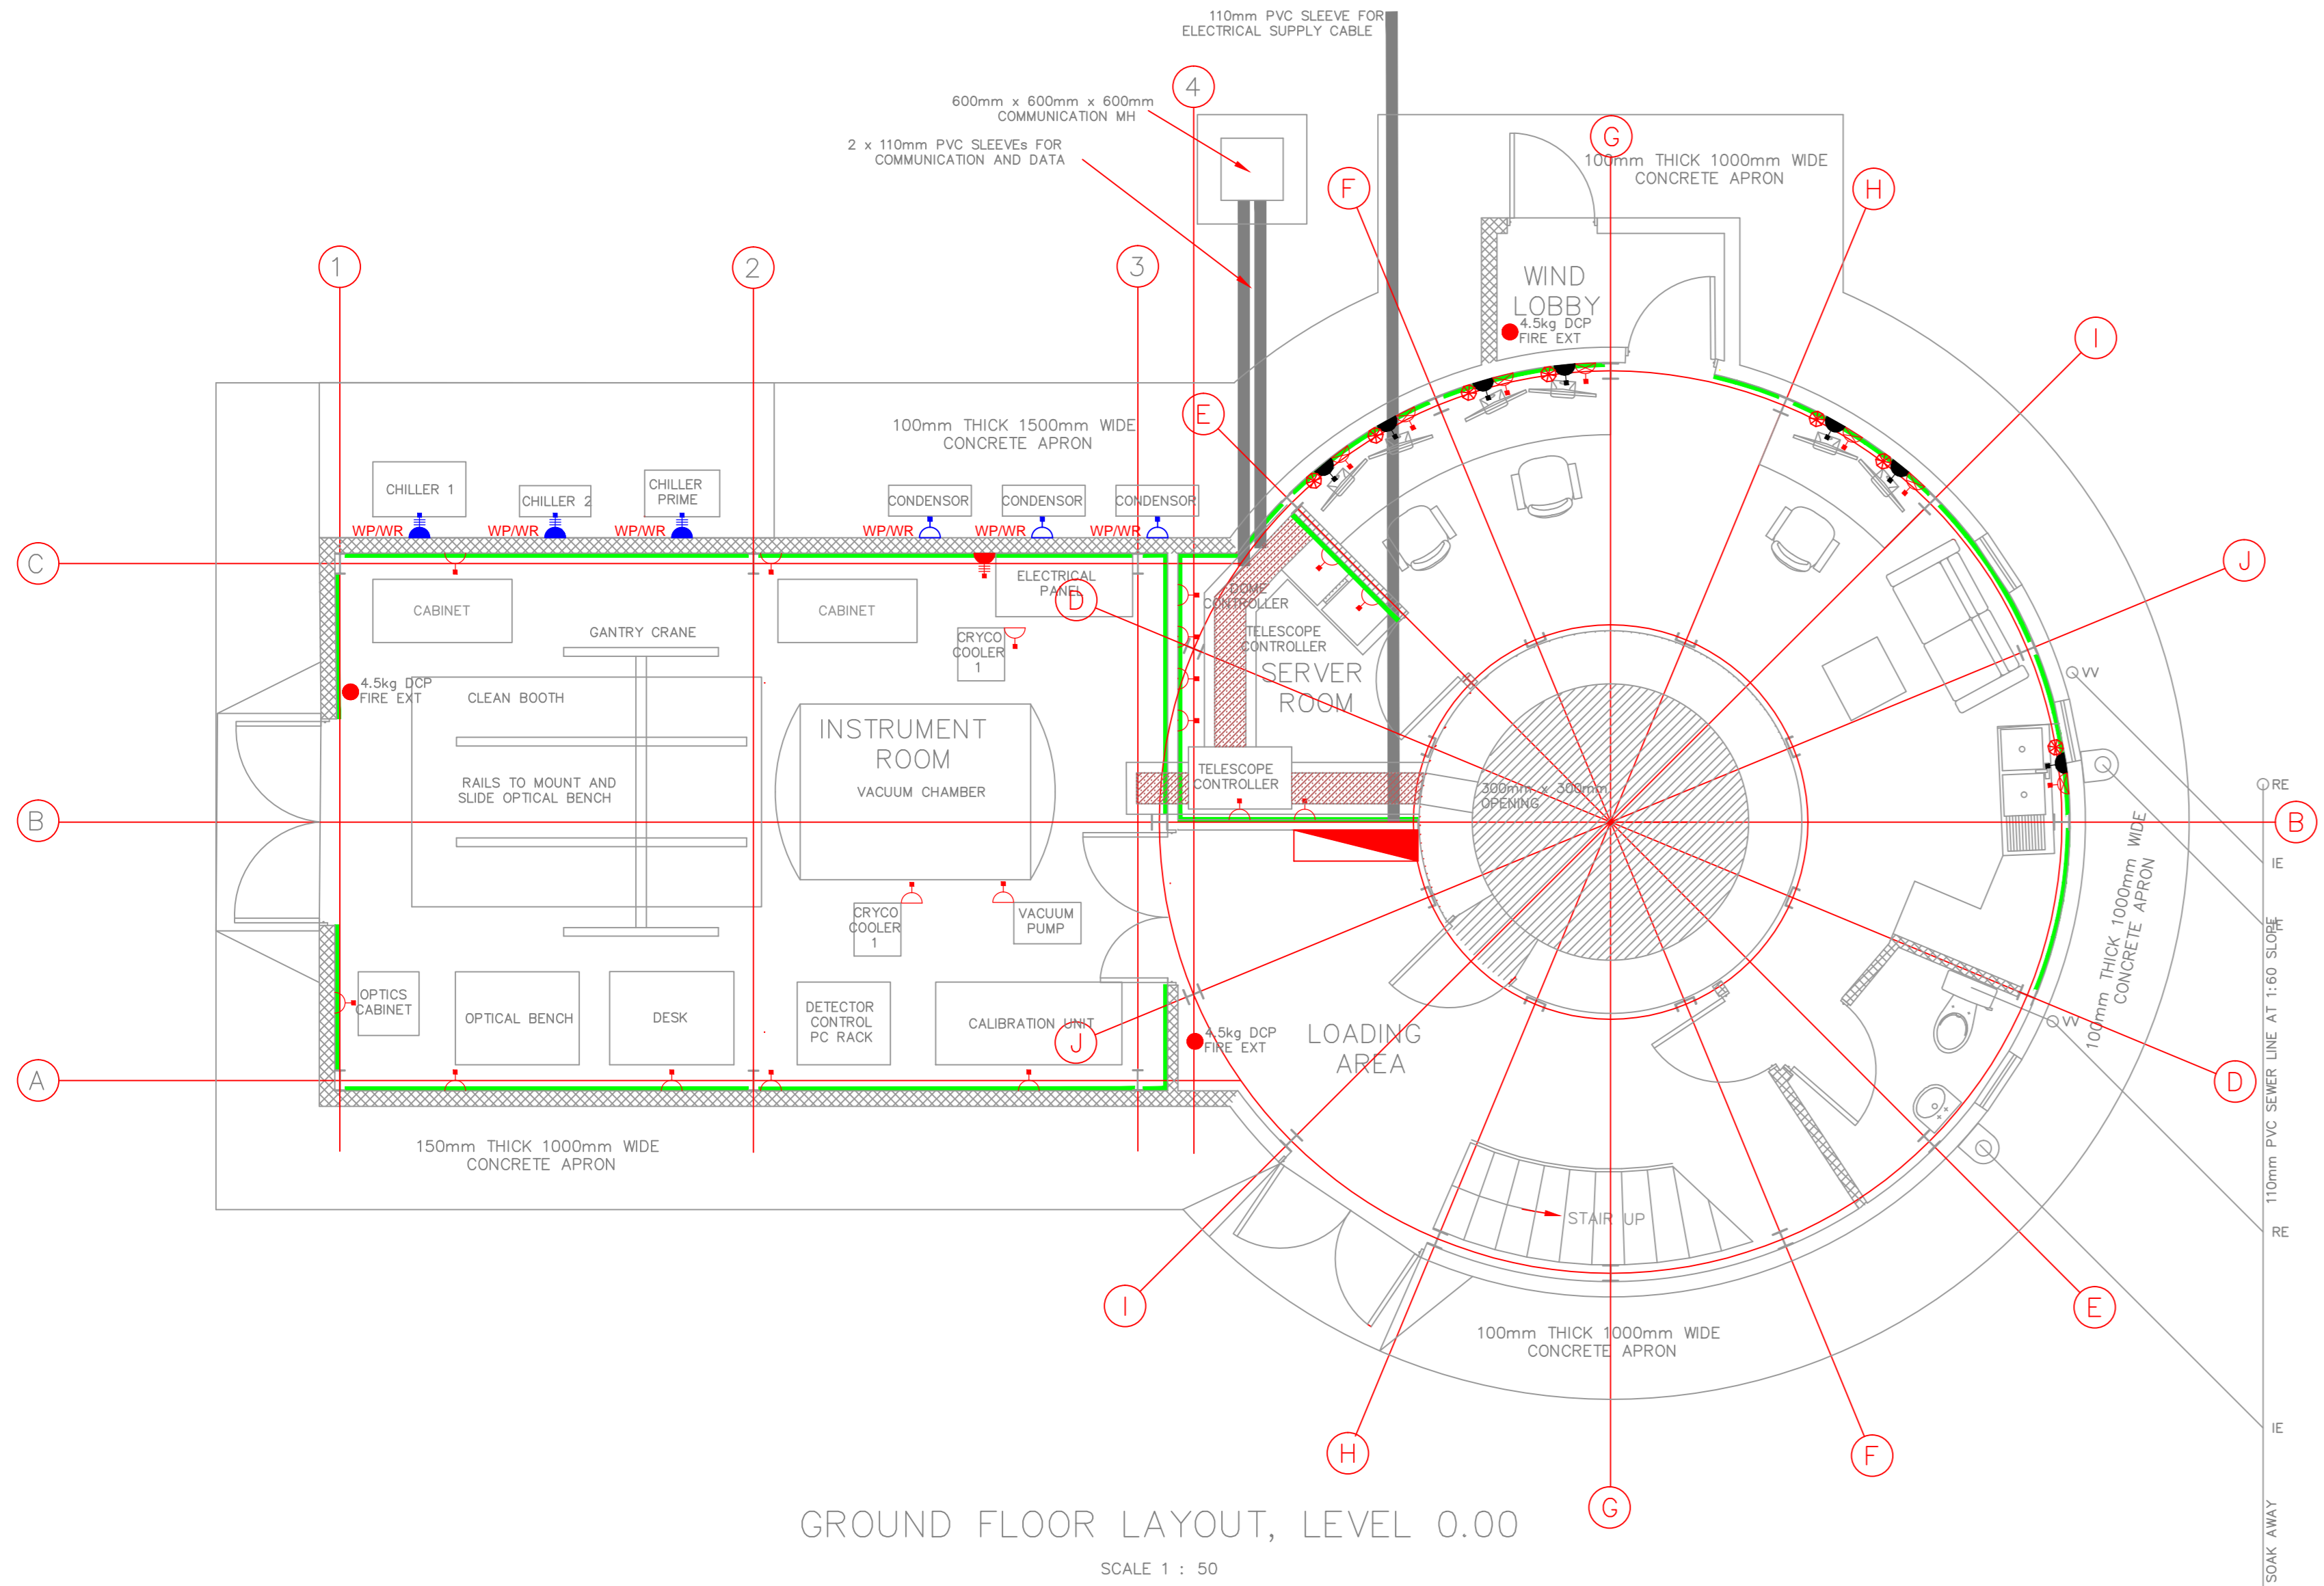 110mm PVC SLEEVE FOR
ELECTRICAL SUPPLY CABLE
4
600mm x 600mm x 600mm
COMMUNICATION MH
2 x 110mm PVC SLEEVEs FOR
COMMUNICATION AND DATA
G
F
H
100mm THICK 1000mm WIDE
CONCRETE APRON
1
2
3
WIND
LOBBY
4.5kg DCP
FIRE EXT
I
E
100mm THICK 1500mm WIDE
CONCRETE APRON
CHILLER 1
CHILLER 2
CHILLER
PRIME
CONDENSOR
CONDENSOR
CONDENSOR
WP/WR
WP/WR
WP/WR
WP/WR
WP/WR
WP/WR
C
J
D
CABINET
CABINET
ELECTRICAL
PANEL
DOME
CONTROLLER
GANTRY CRANE
CRYCO
COOLER
1
TELESCOPE
CONTROLLER
SERVER
ROOM
4.5kg DCP
FIRE EXT
CLEAN BOOTH
INSTRUMENT
ROOM
VACUUM CHAMBER
RAILS TO MOUNT AND
SLIDE OPTICAL BENCH
TELESCOPE
CONTROLLER
300mm x 300mm
OPENING
VV
RE
B
B
IE
100mm THICK 1000mm WIDE
CONCRETE APRON
IE
CRYCO
COOLER
1
VACUUM
PUMP
OPTICS
CABINET
OPTICAL BENCH
DESK
DETECTOR
CONTROL
PC RACK
CALIBRATION UNIT
J
4.5kg DCP
FIRE EXT
LOADING
AREA
VV
A
D
110mm PVC SEWER LINE AT 1:60 SLOPE
150mm THICK 1000mm WIDE
CONCRETE APRON
STAIR UP
RE
I
E
100mm THICK 1000mm WIDE
CONCRETE APRON
IE
H
F
G
GROUND FLOOR LAYOUT, LEVEL 0.00
SCALE 1 : 50
SOAK AWAY